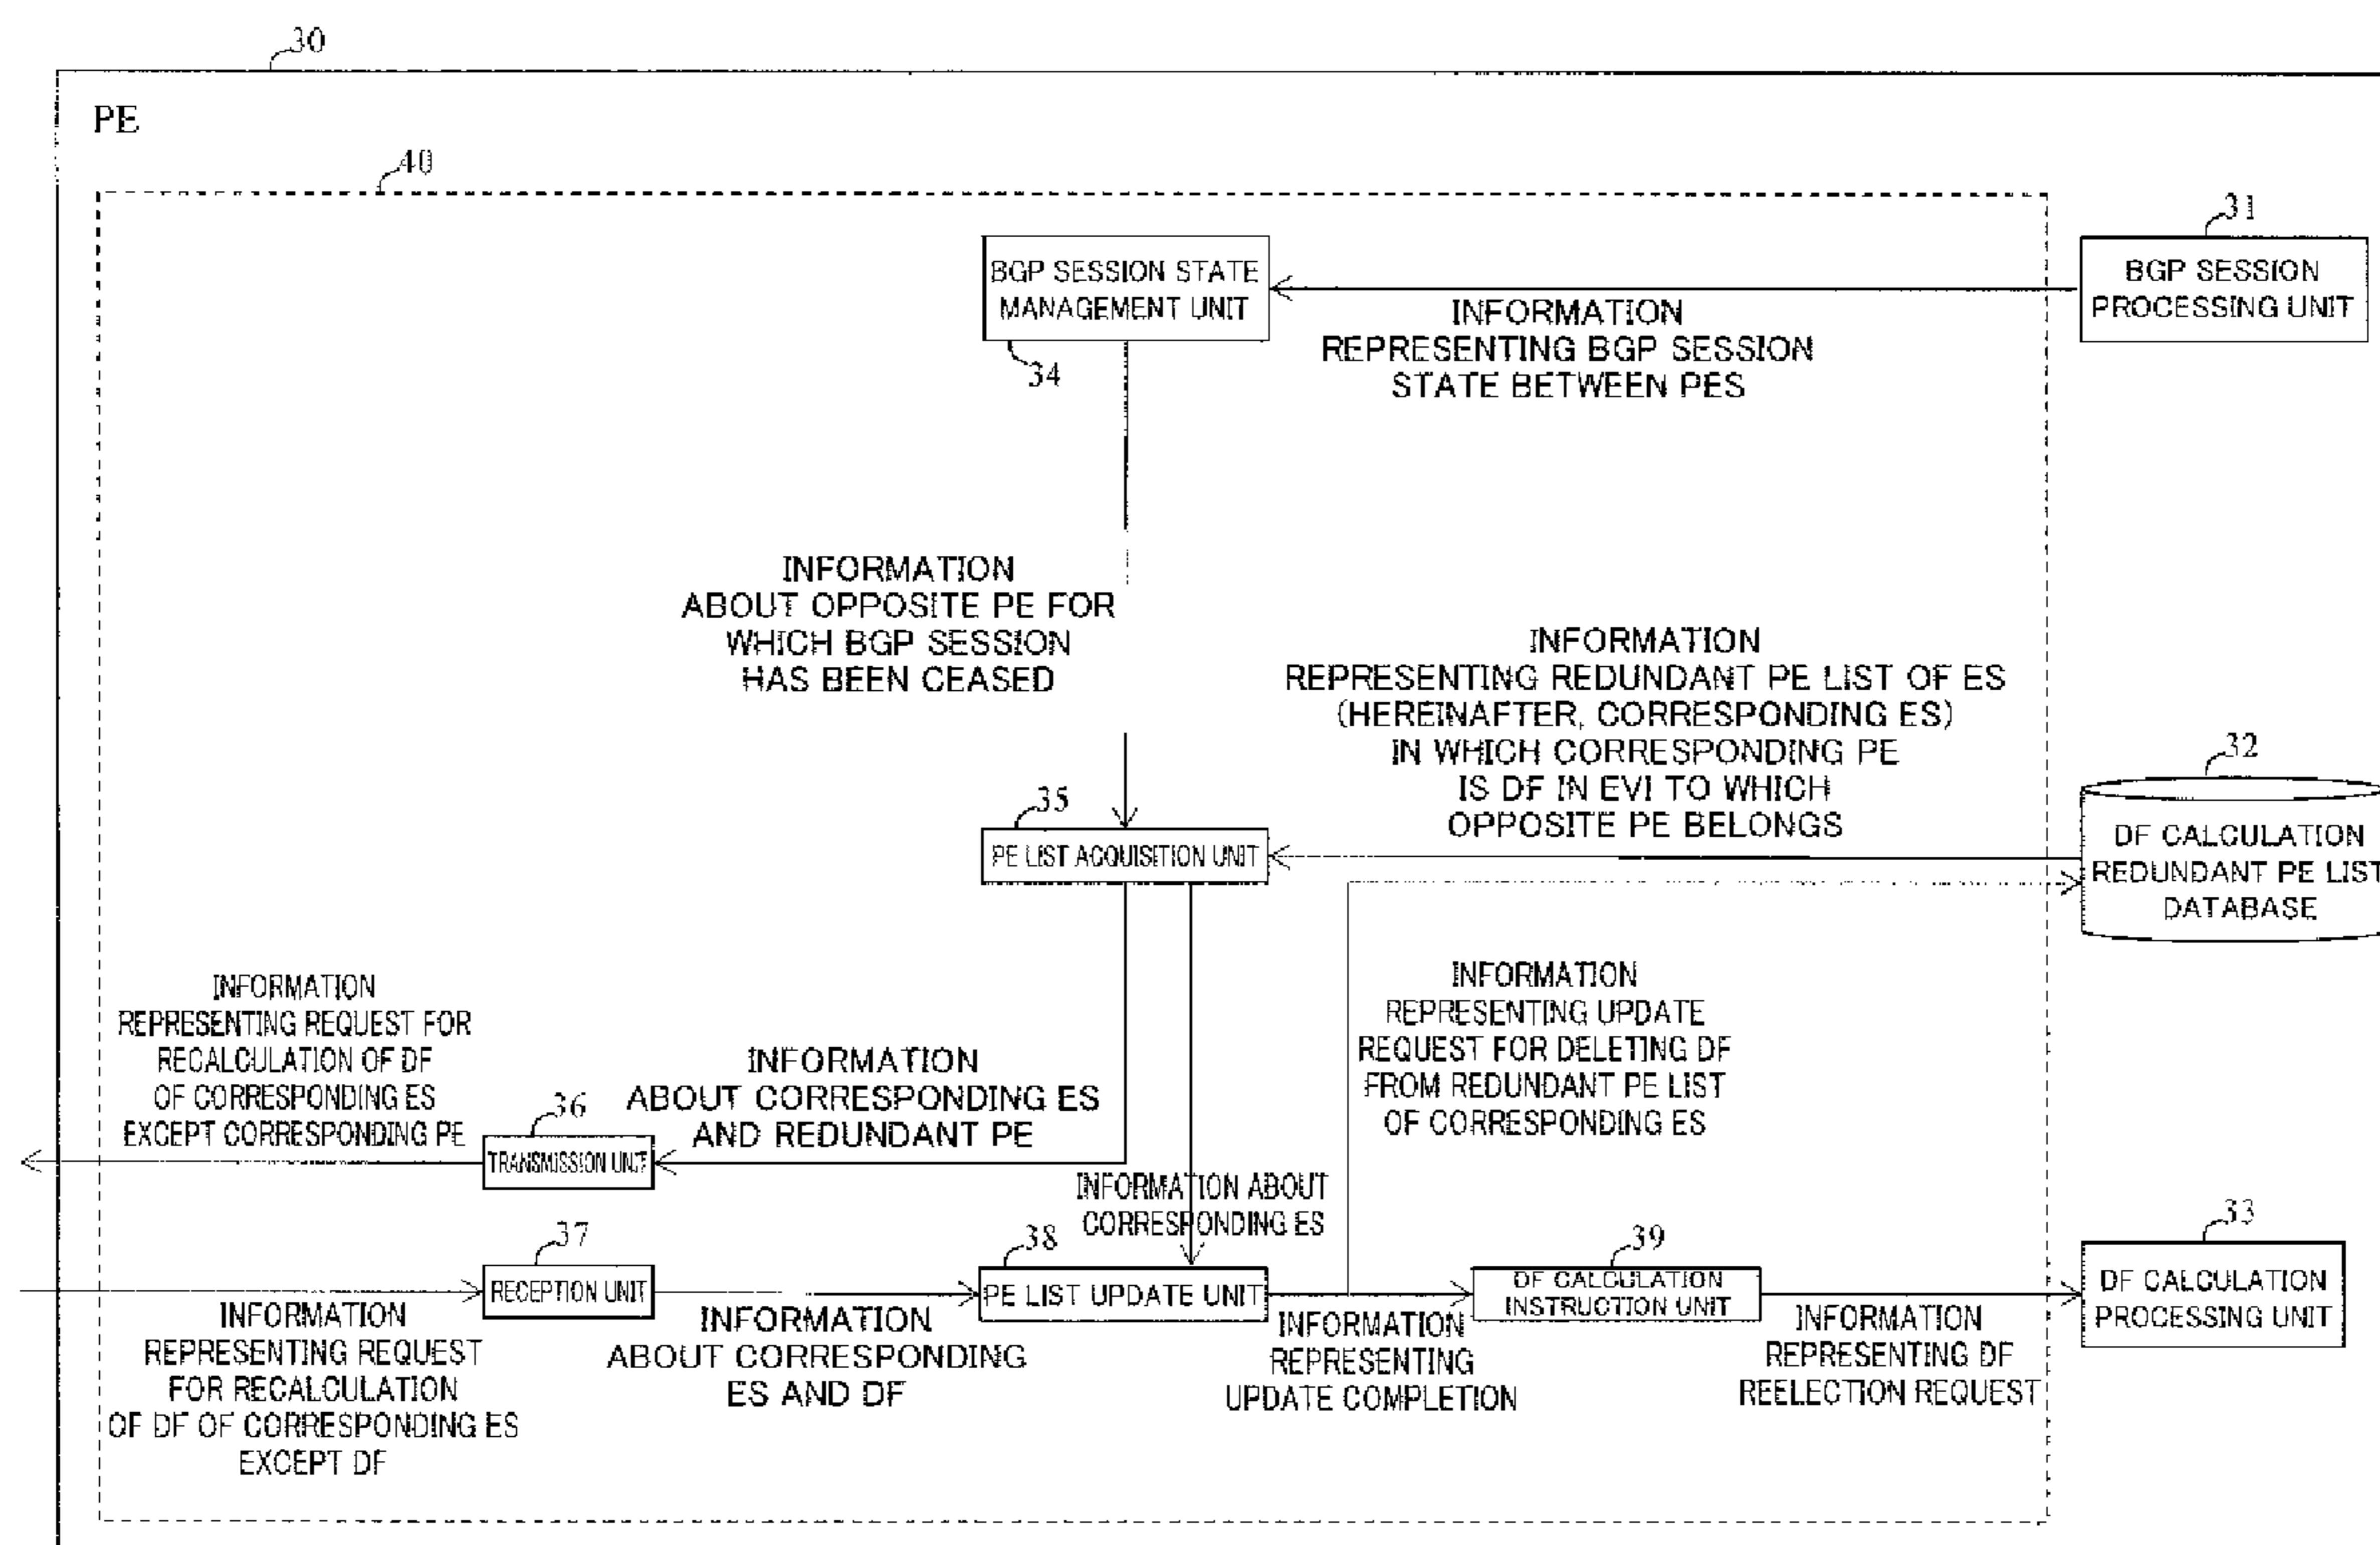 30
PE
40
31
BGP SESSION STATE
MANAGEMENT UNIT
34
BGP SESSION
PROCESSING UNIT
INFORMATION
REPRESENTING BGP SESSION
STATE BETWEEN PES
INFORMATION
ABOUT OPPOSITE PE FOR
WHICH BGP SESSION
HAS BEEN CEASED
INFORMATION
REPRESENTING REDUNDANT PE LIST OF ES
(HEREINAFTER, CORRESPONDING ES)
IN WHICH CORRESPONDING PE
IS DF IN EVI TO WHICH
OPPOSITE PE BELONGS
32
35
PE LIST ACQUISITION UNIT
DF CALCULATION
REDUNDANT PE LIST
DATABASE
INFORMATION
REPRESENTING REQUEST FOR
RECALCULATION OF DF
OF CORRESPONDING ES
EXCEPT CORRESPONDING PE
36
TRANSMISSION UNIT
INFORMATION
ABOUT CORRESPONDING ES
AND REDUNDANT PE
INFORMATION
REPRESENTING UPDATE
REQUEST FOR DELETING DF
FROM REDUNDANT PE LIST
OF CORRESPONDING ES
INFORMATION ABOUT
CORRESPONDING ES
37
RECEPTION UNIT
38
PE LIST UPDATE UNIT
39
DF CALCULATION
INSTRUCTION UNIT
33
DF CALCULATION
PROCESSING UNIT
INFORMATION
REPRESENTING REQUEST
FOR RECALCULATION
OF DF OF CORRESPONDING ES
EXCEPT DF
INFORMATION
ABOUT CORRESPONDING
ES AND DF
INFORMATION
REPRESENTING
UPDATE COMPLETION
INFORMATION
REPRESENTING DF
REELECTION REQUEST